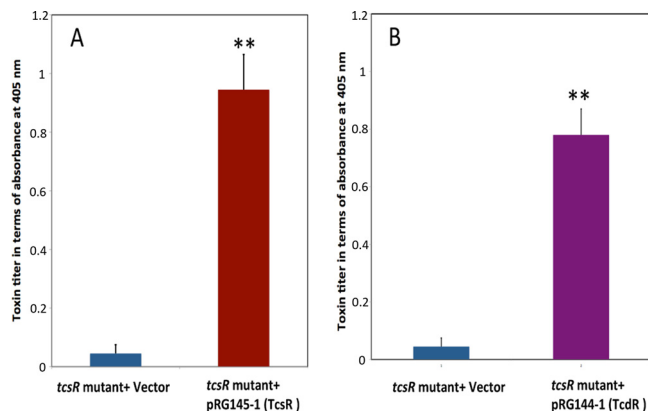 A
Toxin titer in terms of absorbance at 405 nm
1.2
1
0.8
0.6
0.4
0.2
0
**
tcsR mutant+ Vector
tcsR mutant+
pRG145-1 (TcsR )
B
Toxin titer in terms of absorbance at 405 nm
1.2
1
0.8
0.6
0.4
0.2
0
**
tcsR mutant+ Vector
tcsR mutant+
pRG144-1 (TcdR )